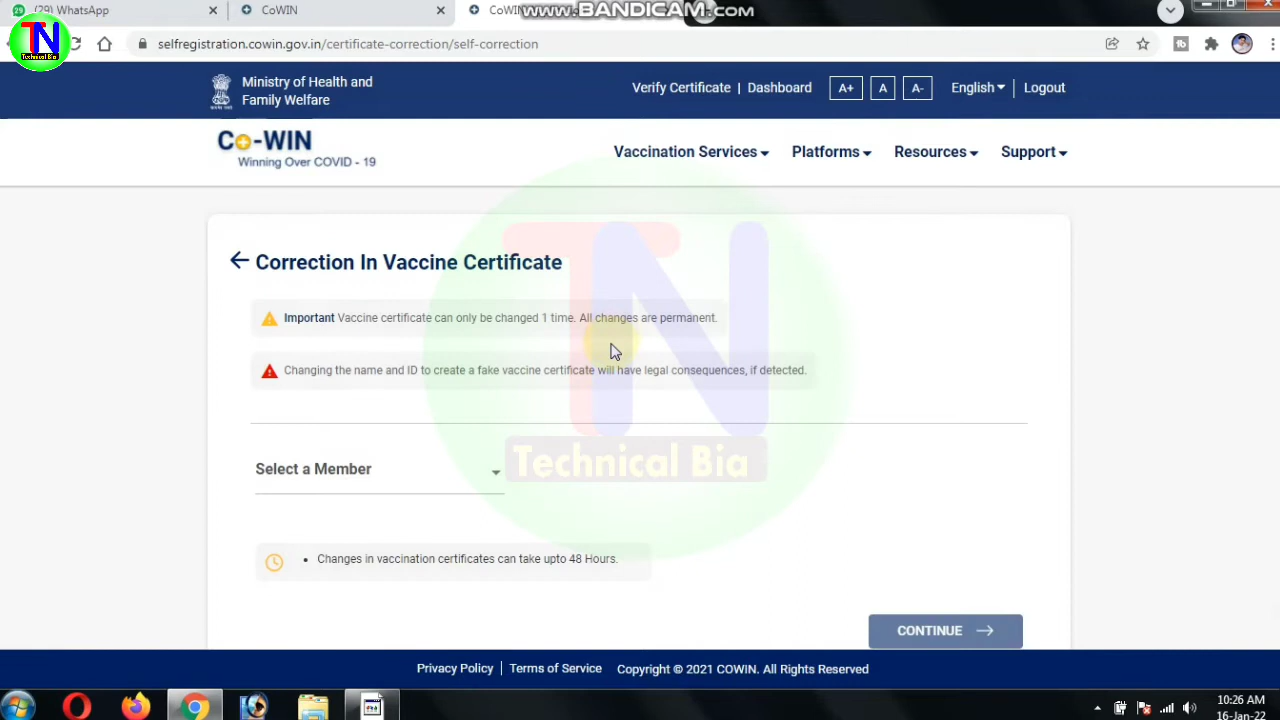 (29) WhatsApp
CoWIN
CoWIN
www.BANDICAM.com
TN
Technical Bia
selfregistration.cowin.gov.in/certificate-correction/self-correction
Ministry of Health and
Family Welfare
Verify Certificate | Dashboard A+ A A- English Logout
Co-WIN
Winning Over COVID - 19
Vaccination Services Platforms Resources Support
Correction In Vaccine Certificate
Important Vaccine certificate can only be changed 1 time. All changes are permanent.
Changing the name and ID to create a fake vaccine certificate will have legal consequences, if detected.
TN
Technical Bia
Select a Member
• Changes in vaccination certificates can take upto 48 Hours.
CONTINUE
Privacy Policy | Terms of Service Copyright © 2021 COWIN. All Rights Reserved
10:26 AM
16-Jan-22